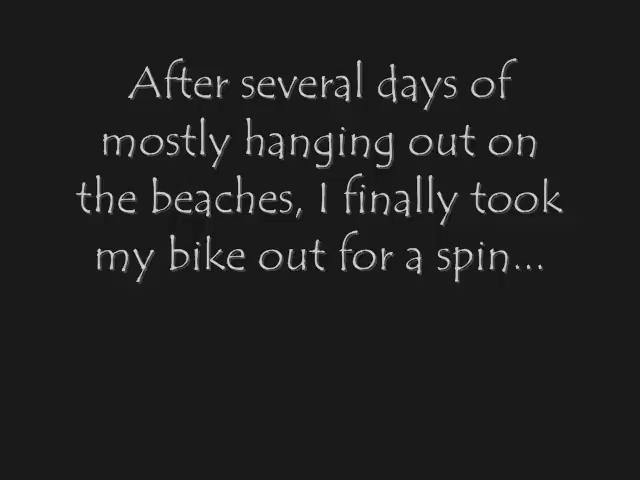 After several days of
mostly hanging out on
the beaches, I finally took
my bike out for a spin...